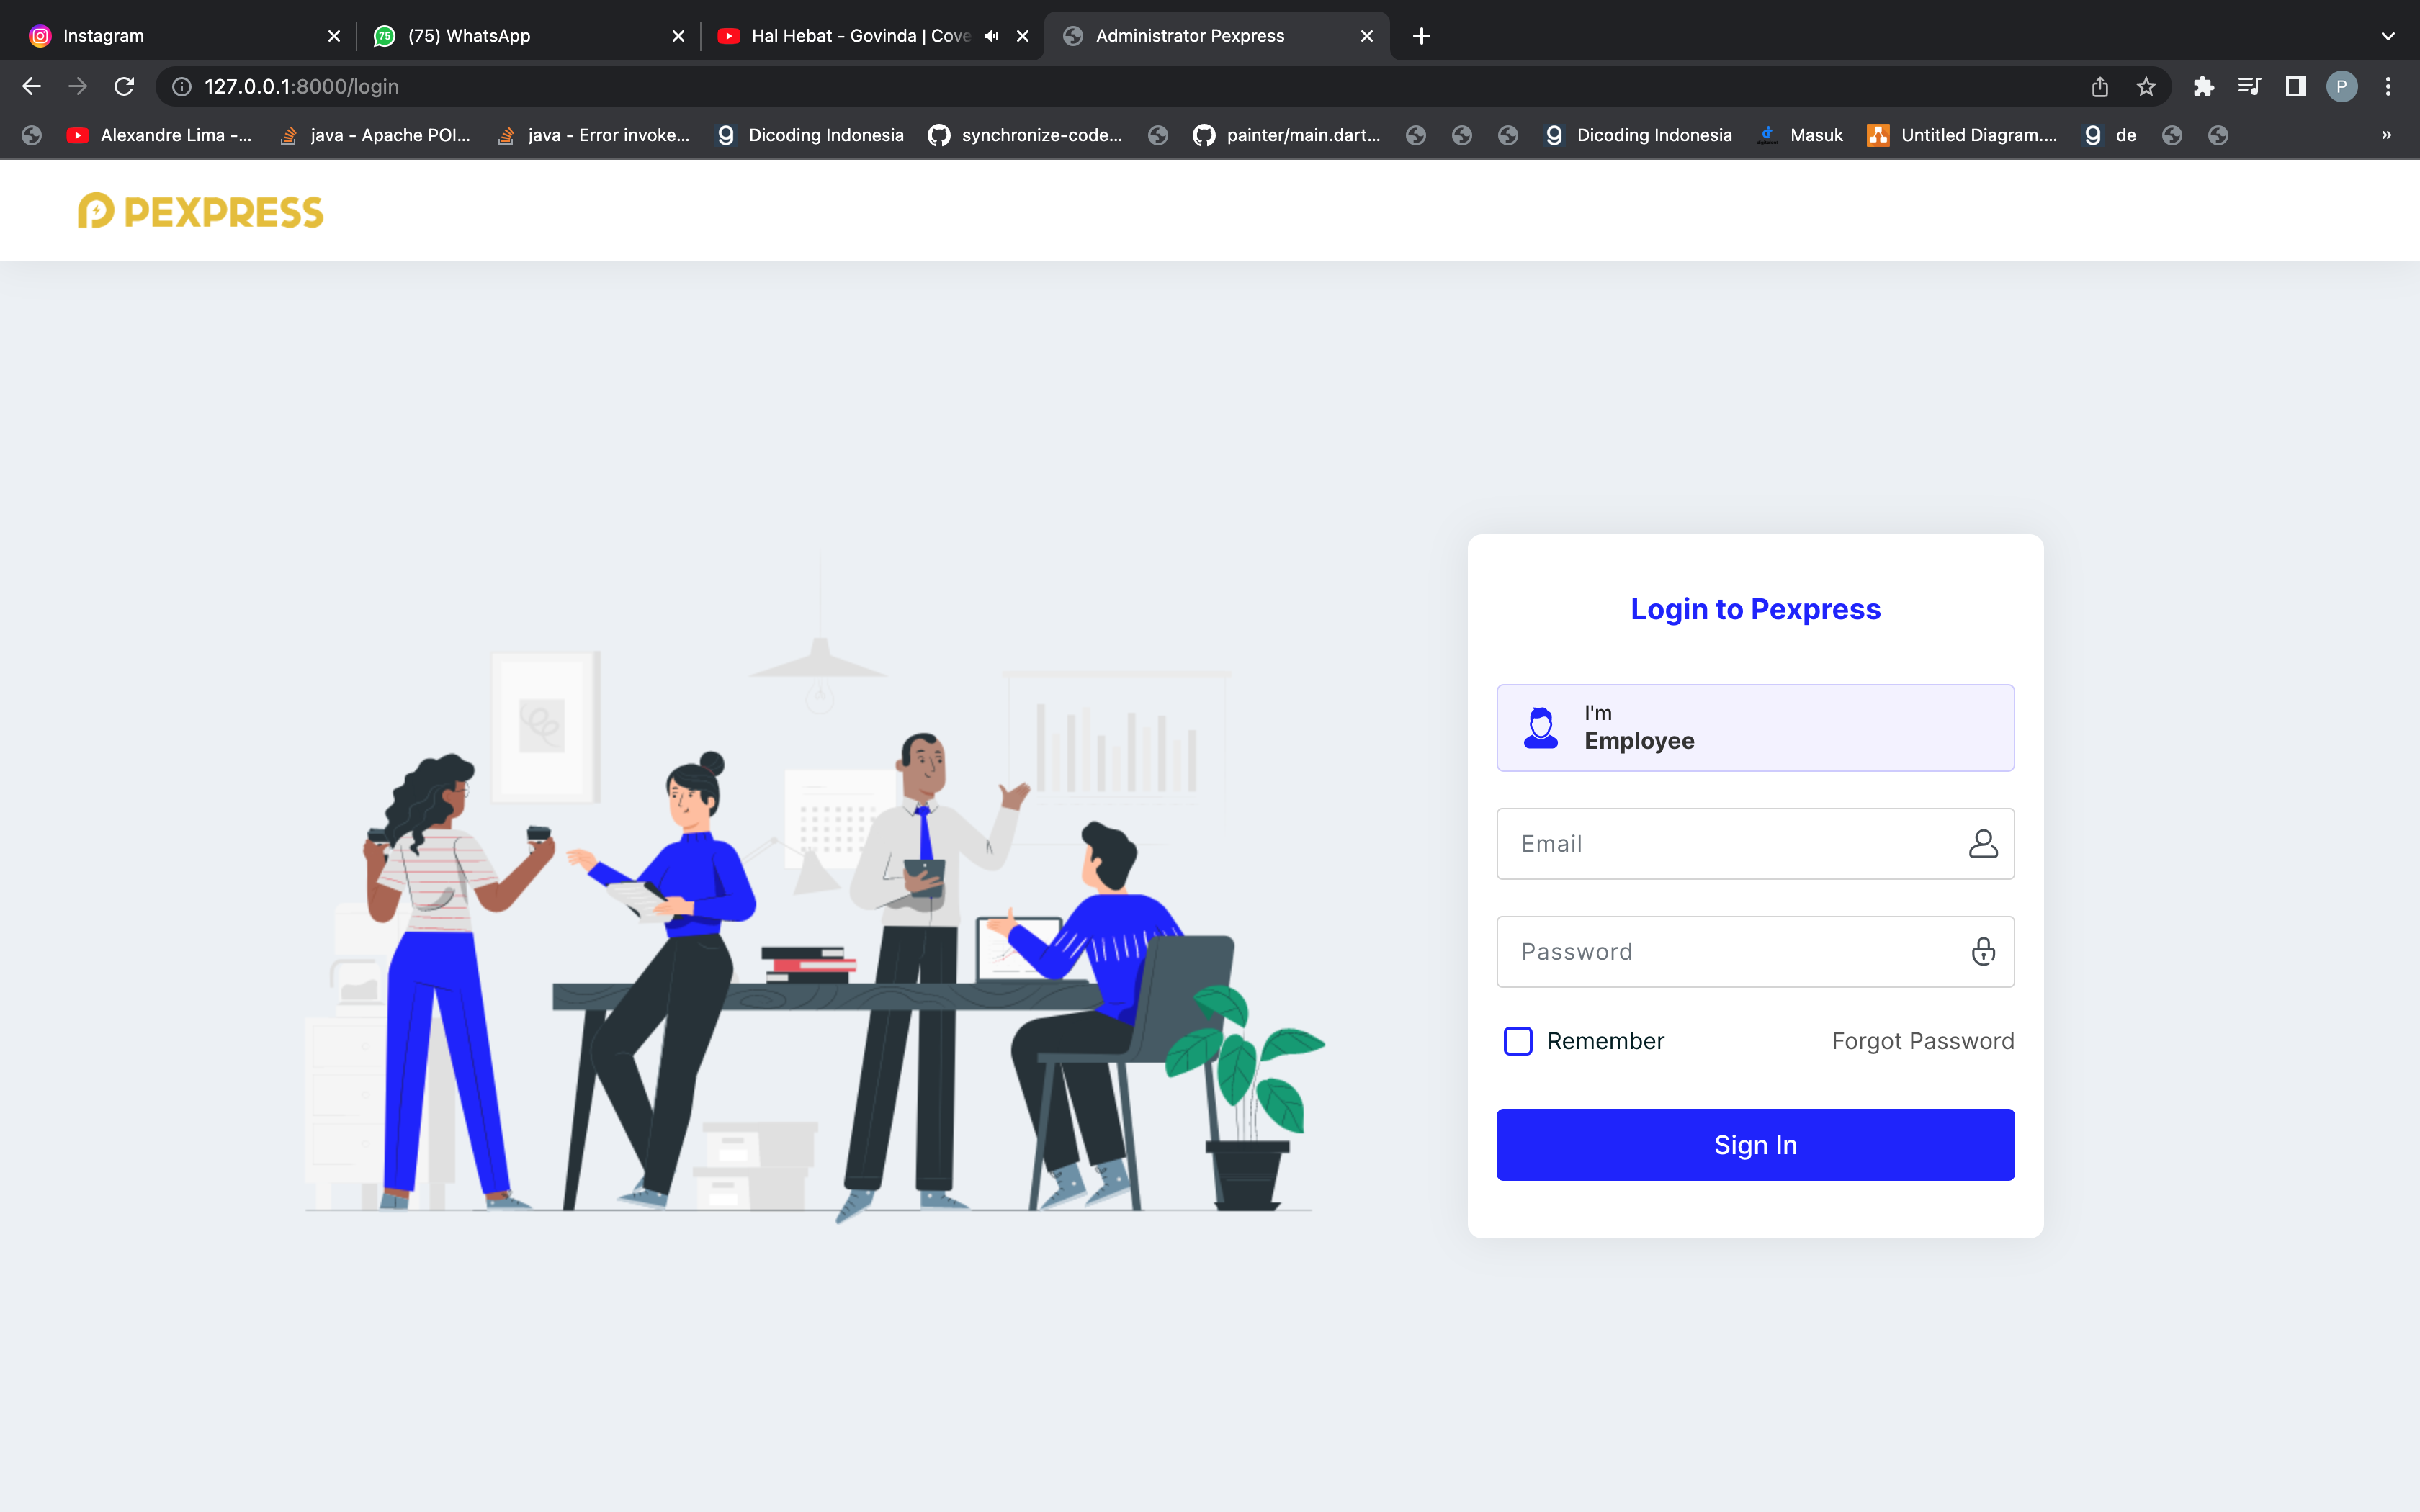 Instagram
(75) WhatsApp
Hal Hebat - Govinda | Cove
Administrator Pexpress
127.0.0.1:8000/login
P
Alexandre Lima -...
java - Apache POI...
java - Error invoke...
Dicoding Indonesia
synchronize-code...
painter/main.dart...
Dicoding Indonesia
Masuk
Untitled Diagram....
de
»
PEXPRESS
Login to Pexpress
I'm
Employee
Email
Password
Remember
Forgot Password
Sign In